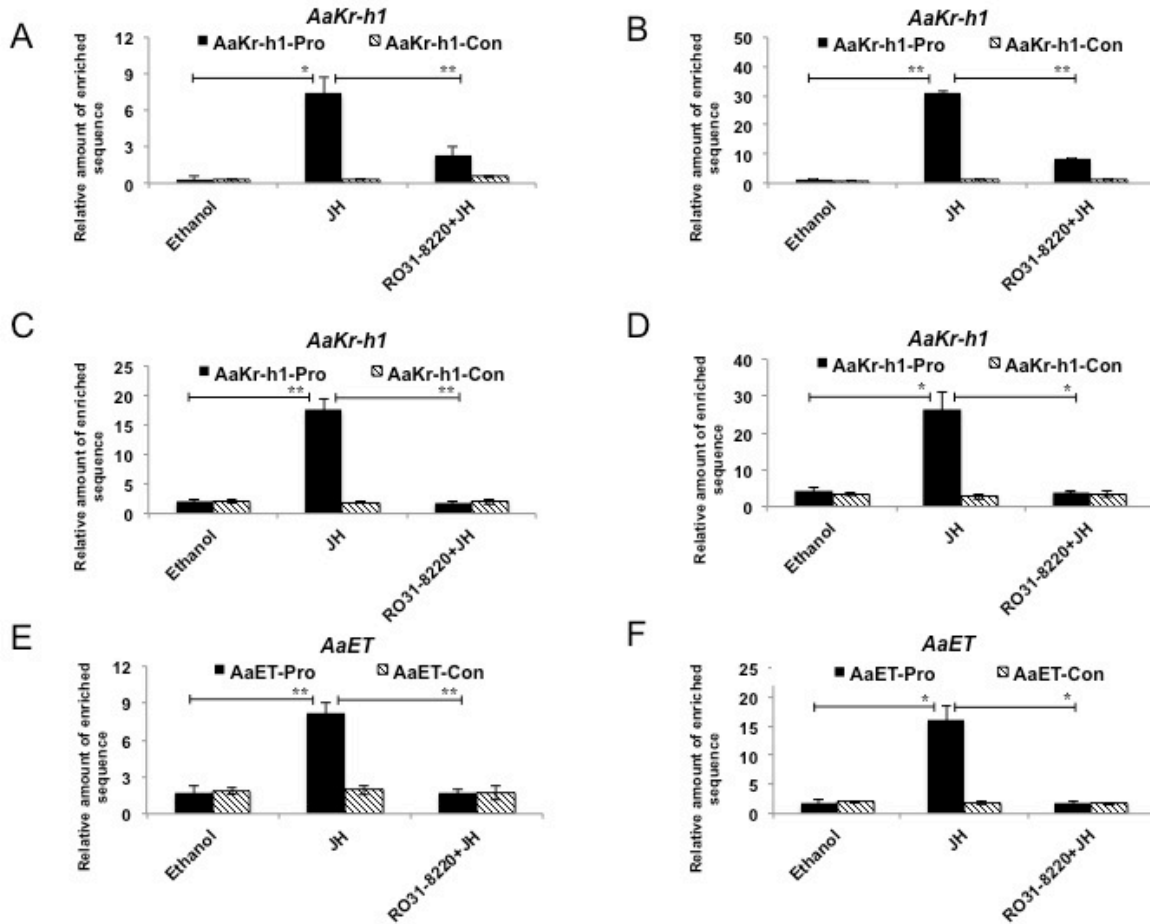 A
AaKr-h1
AaKr-h1-Pro AaKr-h1-Con
Relative amount of enriched
sequence
12
9
6
3
0
* **
Ethanol
JH
RO31-8220+JH
B
AaKr-h1
AaKr-h1-Pro AaKr-h1-Con
Relative amount of enriched
sequence
50
40
30
20
10
0
** **
Ethanol
JH
RO31-8220+JH
C
AaKr-h1
AaKr-h1-Pro AaKr-h1-Con
Relative amount of enriched
sequence
25
20
15
10
5
0
** **
Ethanol
JH
RO31-8220+JH
D
AaKr-h1
AaKr-h1-Pro AaKr-h1-Con
Relative amount of enriched
sequence
40
30
20
10
0
* *
Ethanol
JH
RO31-8220+JH
E
AaET
AaET-Pro AaET-Con
Relative amount of enriched
sequence
12
9
6
3
0
** **
Ethanol
JH
RO31-8220+JH
F
AaET
AaET-Pro AaET-Con
Relative amount of enriched
sequence
25
20
15
10
5
0
* *
Ethanol
JH
RO31-8220+JH